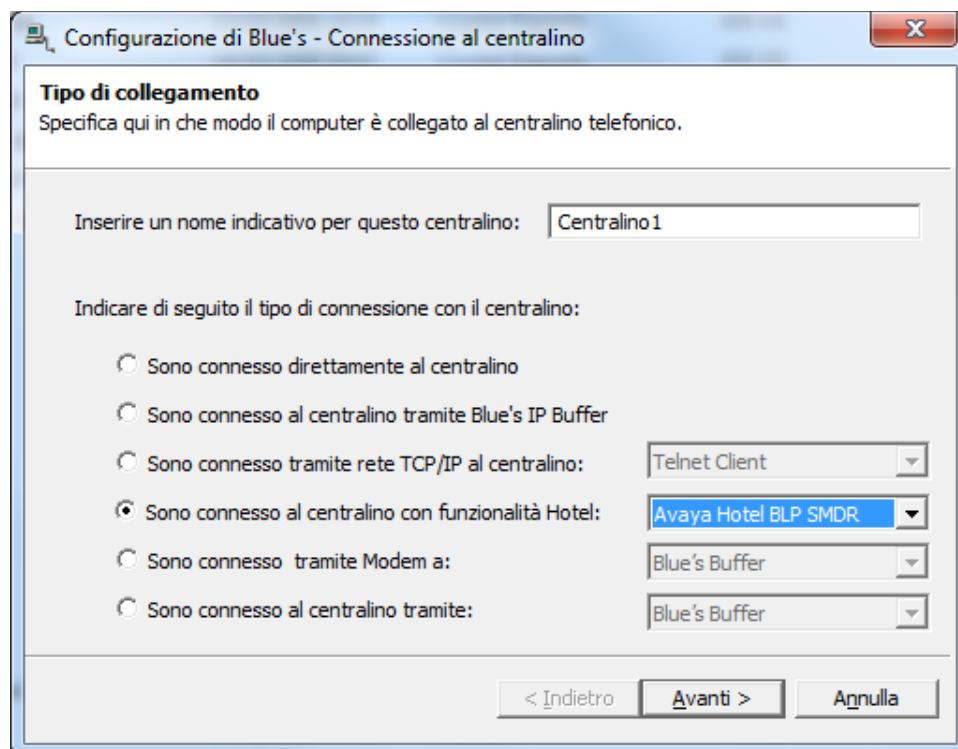 Configurazione di Blue's - Connessione al centralino
Tipo di collegamento
Specifica qui in che modo il computer è collegato al centralino telefonico.
Inserire un nome indicativo per questo centralino: Centralino1
Indicare di seguito il tipo di connessione con il centralino:
Sono connesso direttamente al centralino
Sono connesso al centralino tramite Blue's IP Buffer
Sono connesso tramite rete TCP/IP al centralino: Telnet Client
Sono connesso al centralino con funzionalità Hotel: Avaya Hotel BLP SMDR
Sono connesso tramite Modem a: Blue's Buffer
Sono connesso al centralino tramite: Blue's Buffer
< Indietro Avanti > Annulla